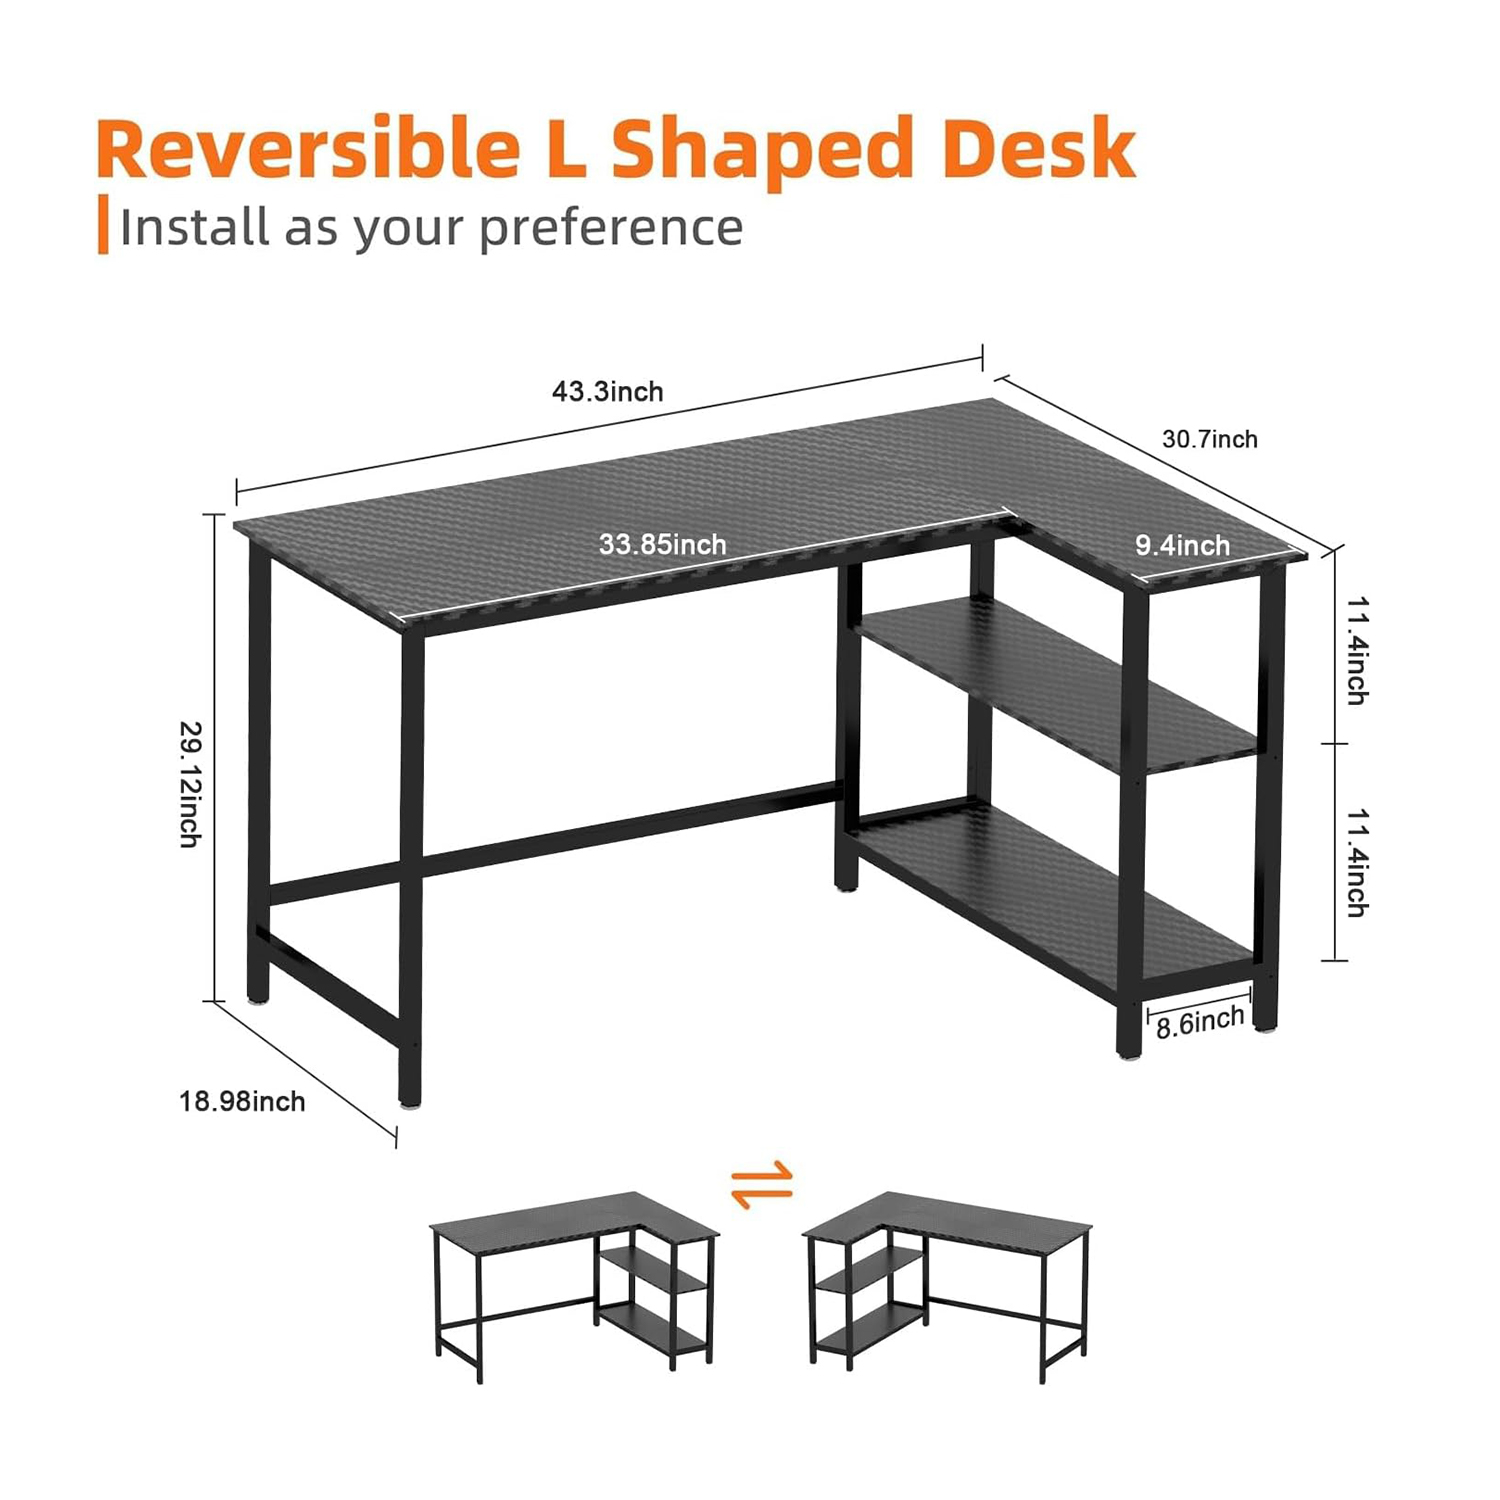 Reversible L Shaped Desk
Install as your preference
43.3inch
30.7inch
33.85inch
9.4inch
11.4inch
29.12inch
11.4inch
8.6inch
18.98inch